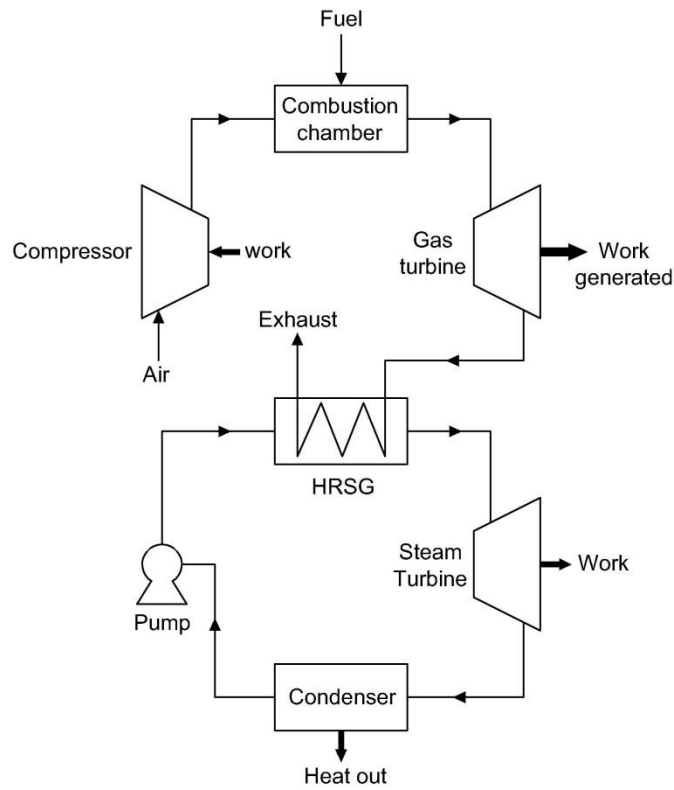 Fuel
Combustion
chamber
Compressor
work
Gas
turbine
Work
generated
Air
Exhaust
HRSG
Steam
Turbine
Work
Pump
Condenser
Heat out